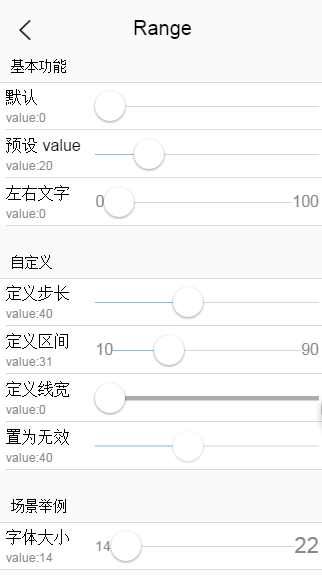 Range
基本功能
默认
value:0
预设 value
value:20
左右文字
value:0
0 100
自定义
定义步长
value:40
定义区间
value:31
10 90
定义线宽
value:0
置为无效
value:40
场景举例
字体大小
value:14
14 22